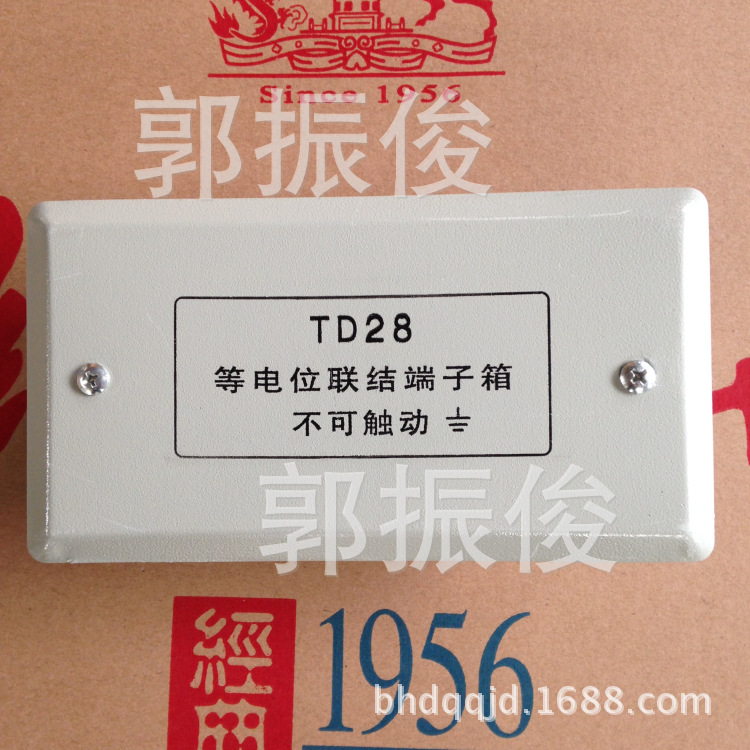 Since 1956
郭振俊
TD28
等电位联结端子箱
不可触动
郭振俊
經典
1956
bhdqqjd.1688.com